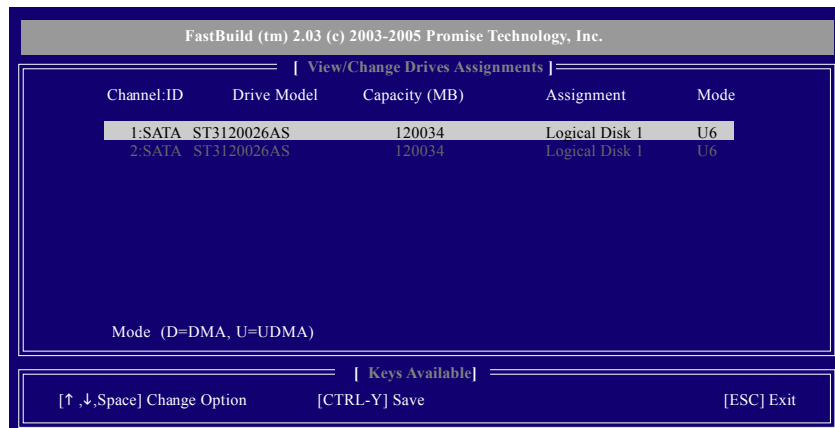 FastBuild (tm) 2.03 (c) 2003-2005 Promise Technology, Inc.
[ View/Change Drives Assignments ]
Channel:ID Drive Model Capacity (MB) Assignment Mode
1:SATA ST3120026AS 120034 Logical Disk 1 U6
2:SATA ST3120026AS 120034 Logical Disk 1 U6
Mode (D=DMA, U=UDMA)
[ Keys Available]
[↑ ,↓,Space] Change Option [CTRL-Y] Save [ESC] Exit